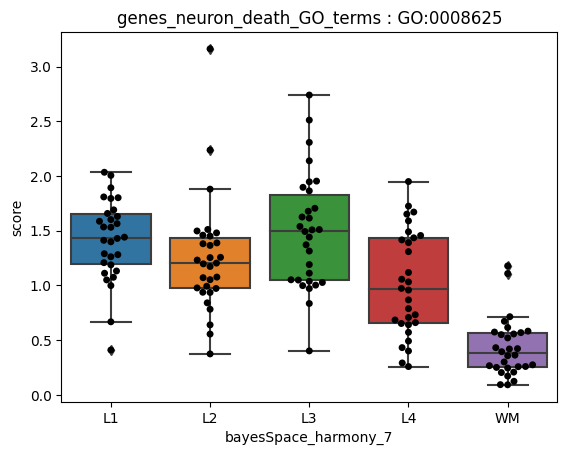 genes_neuron_death_GO_terms : GO:0008625
score
3.0
2.5
2.0
1.5
1.0
0.5
0.0
L1 L2 L3 L4 WM
bayesSpace_harmony_7